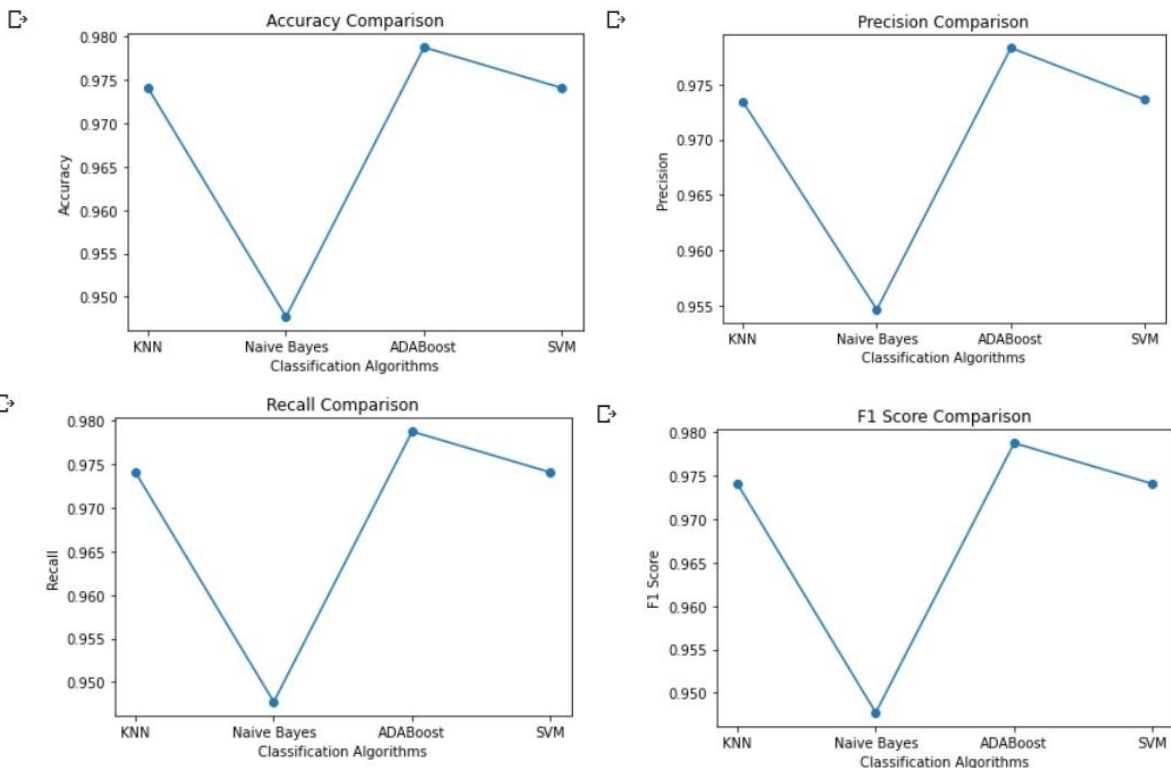 Accuracy Comparison
0.980
0.975
0.970
0.965
0.960
0.955
0.950
Accuracy
KNN Naive Bayes ADABoost SVM
Classification Algorithms
Precision Comparison
0.975
0.970
0.965
0.960
0.955
Precision
KNN Naive Bayes ADABoost SVM
Classification Algorithms
Recall Comparison
0.980
0.975
0.970
0.965
0.960
0.955
0.950
Recall
KNN Naive Bayes ADABoost SVM
Classification Algorithms
F1 Score Comparison
0.980
0.975
0.970
0.965
0.960
0.955
0.950
F1 Score
KNN Naive Bayes ADABoost SVM
Classification Algorithms